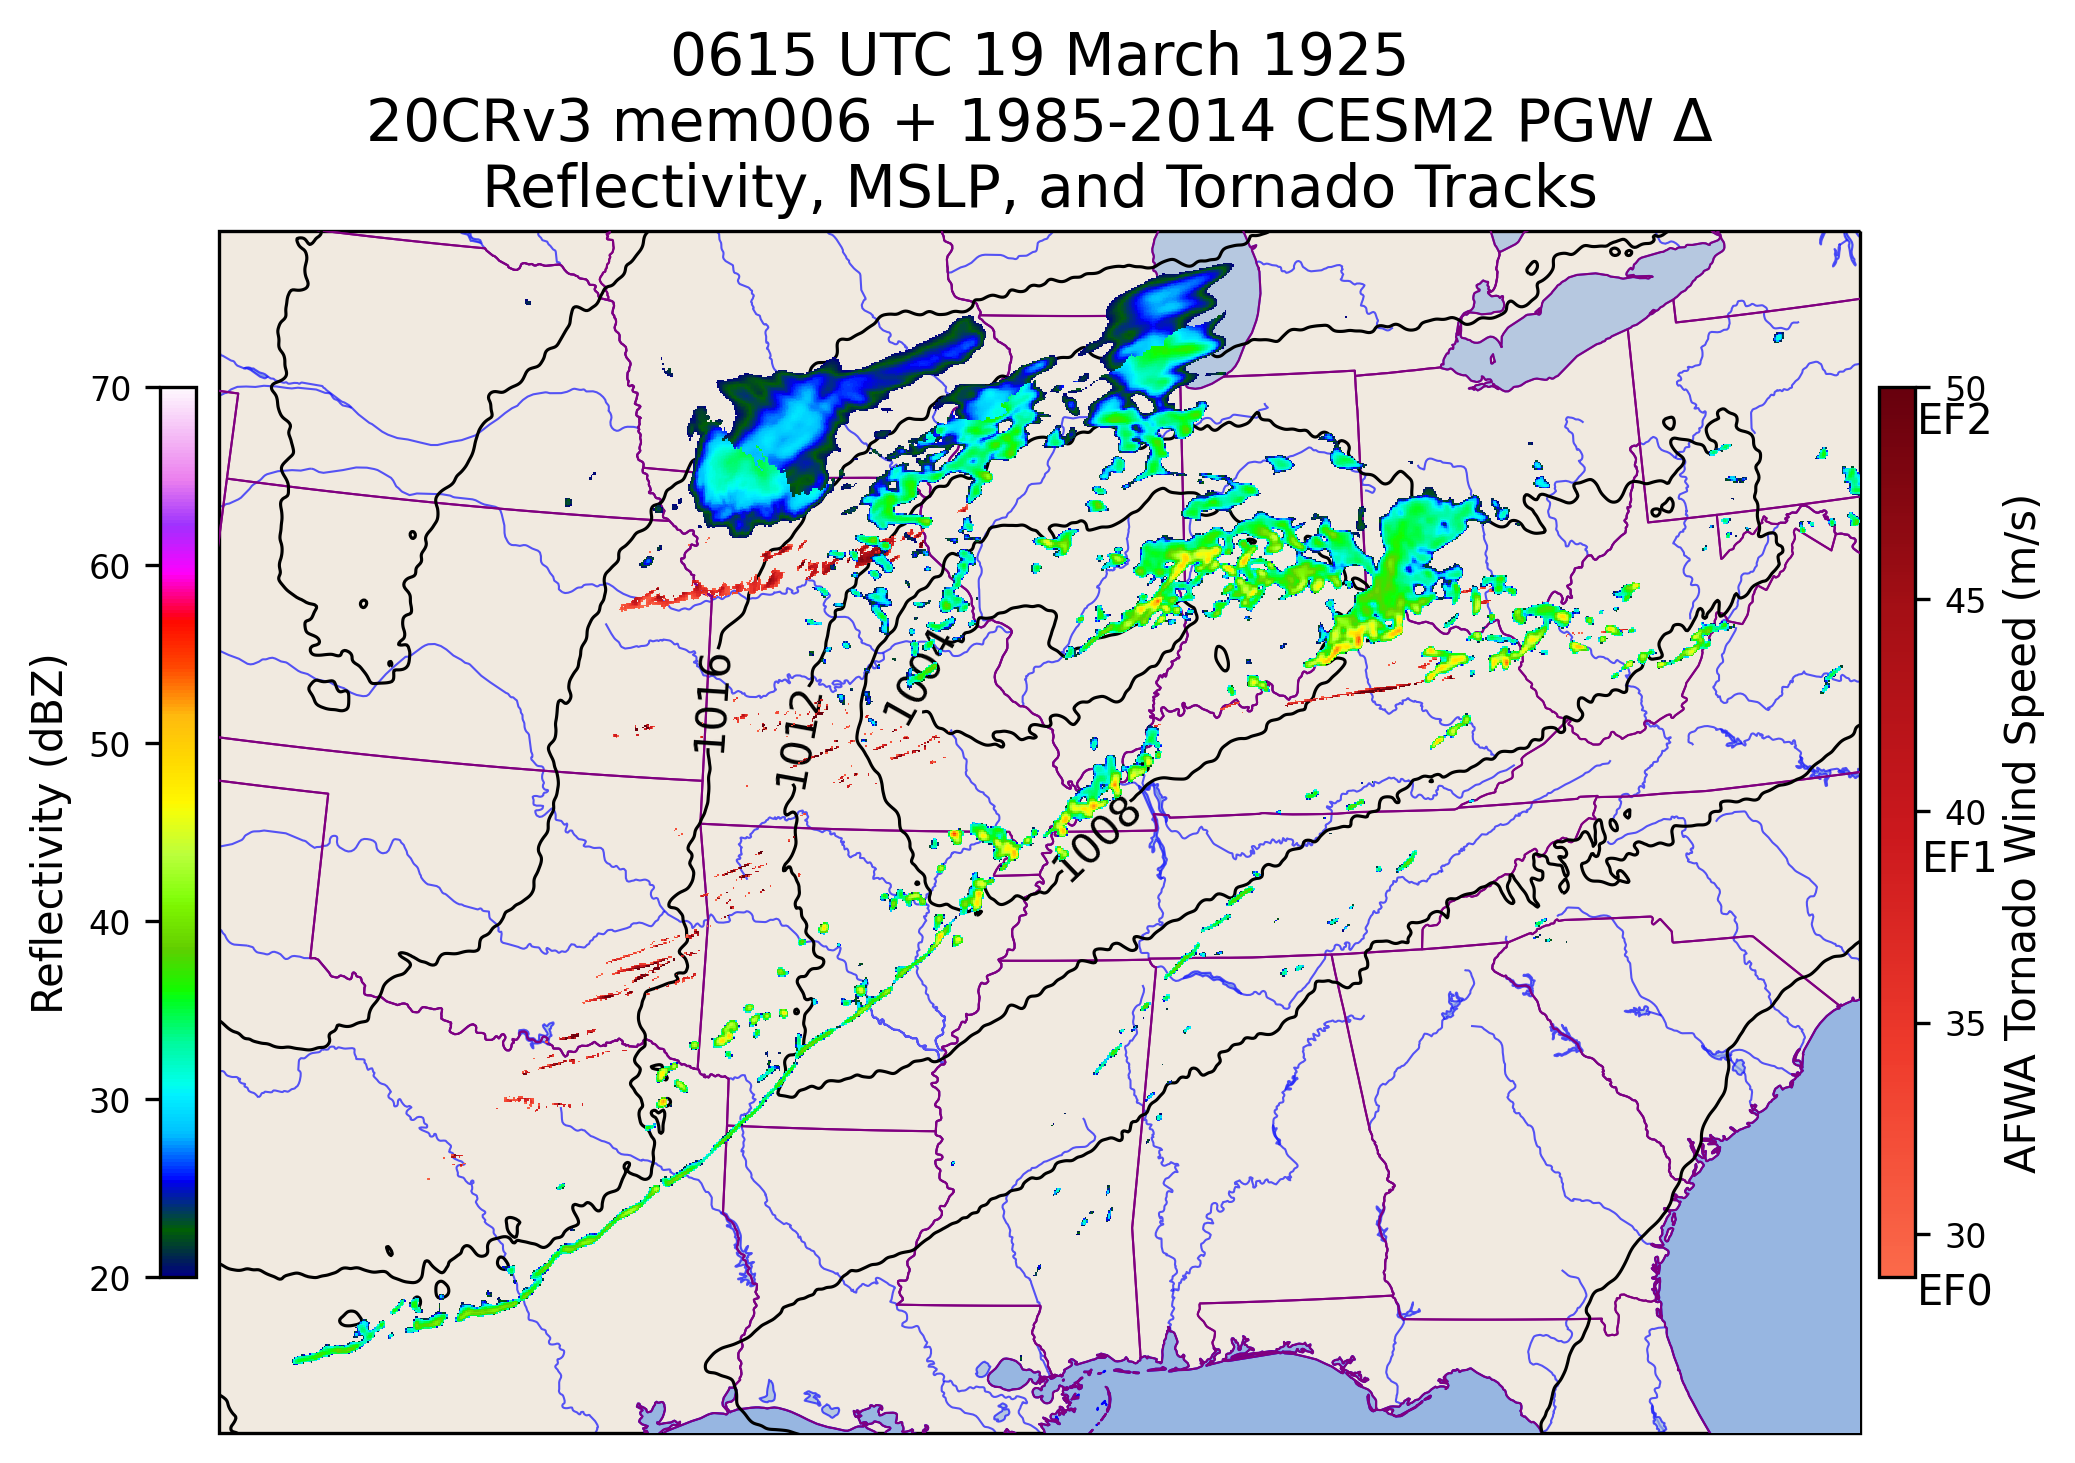 0615 UTC 19 March 1925
20CRv3 mem006 + 1985-2014 CESM2 PGW Δ
Reflectivity, MSLP, and Tornado Tracks
70
60
50
40
30
20
Reflectivity (dBZ)
1016
1012
1004
1008
50
EF2
45
40
EF1
35
30
EF0
AFWA Tornado Wind Speed (m/s)